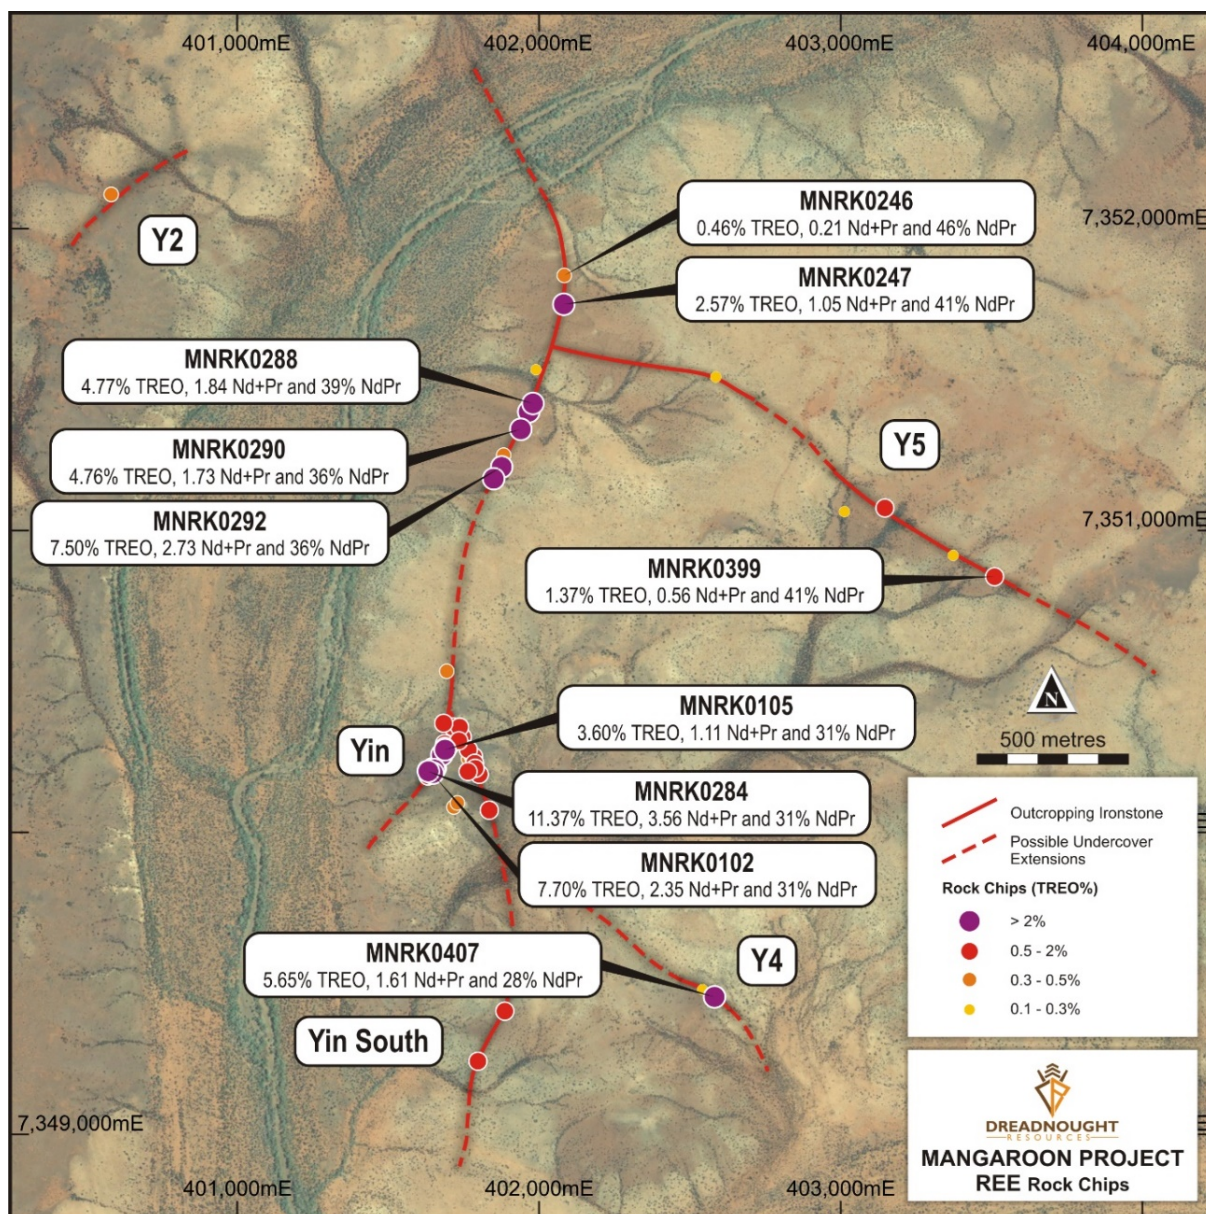 401,000mE
402,000mE
403,000mE
404,000mE
MNRK0246
0.46% TREO, 0.21 Nd+Pr and 46% NdPr
7,352,000mE
Y2
MNRK0247
2.57% TREO, 1.05 Nd+Pr and 41% NdPr
MNRK0288
4.77% TREO, 1.84 Nd+Pr and 39% NdPr
MNRK0290
4.76% TREO, 1.73 Nd+Pr and 36% NdPr
Y5
MNRK0292
7.50% TREO, 2.73 Nd+Pr and 36% NdPr
7,351,000mE
MNRK0399
1.37% TREO, 0.56 Nd+Pr and 41% NdPr
N
MNRK0105
3.60% TREO, 1.11 Nd+Pr and 31% NdPr
500 metres
Yin
MNRK0284
11.37% TREO, 3.56 Nd+Pr and 31% NdPr
MNRK0102
7.70% TREO, 2.35 Nd+Pr and 31% NdPr
Outcropping Ironstone
Possible Undercover
Extensions
Rock Chips (TREO%)
> 2%
0.5 - 2%
0.3 - 0.5%
0.1 - 0.3%
MNRK0407
5.65% TREO, 1.61 Nd+Pr and 28% NdPr
Y4
Yin South
7,349,000mE
DREADNOUGHT
RESOURCES
MANGAROON PROJECT
REE Rock Chips
401,000mE
402,000mE
403,000mE